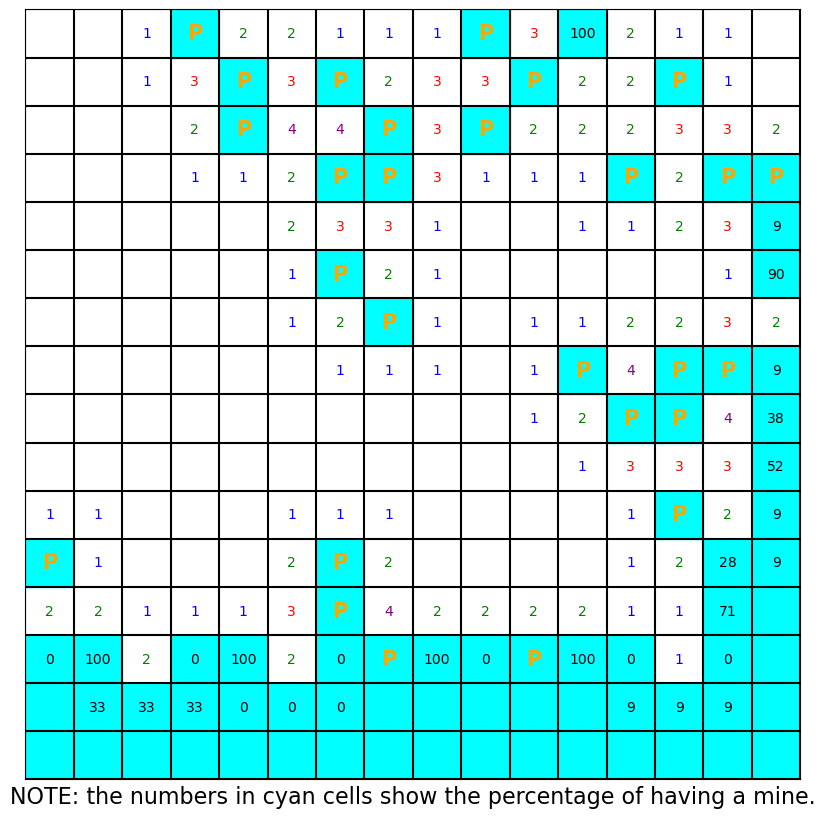 1 P 2 2 1 1 1 P 3 100 2 1 1
1 3 P 3 P 2 3 3 P 2 2 P 1
2 P 4 4 P 3 P 2 2 2 3 3 2
1 1 2 P P 3 1 1 1 P 2 P P
2 3 3 1 1 1 2 3 9
1 P 2 1 1 90
1 2 P 1 1 1 2 2 3 2
1 1 1 1 P 4 P P 9
1 2 P P 4 38
1 3 3 3 52
1 1 1 1 1 1 P 2 9
P 1 2 P 2 1 2 28 9
2 2 1 1 1 3 P 4 2 2 2 2 1 1 71
0 100 2 0 100 2 0 P 100 0 P 100 0 1 0
33 33 33 0 0 0 9 9 9
NOTE: the numbers in cyan cells show the percentage of having a mine.